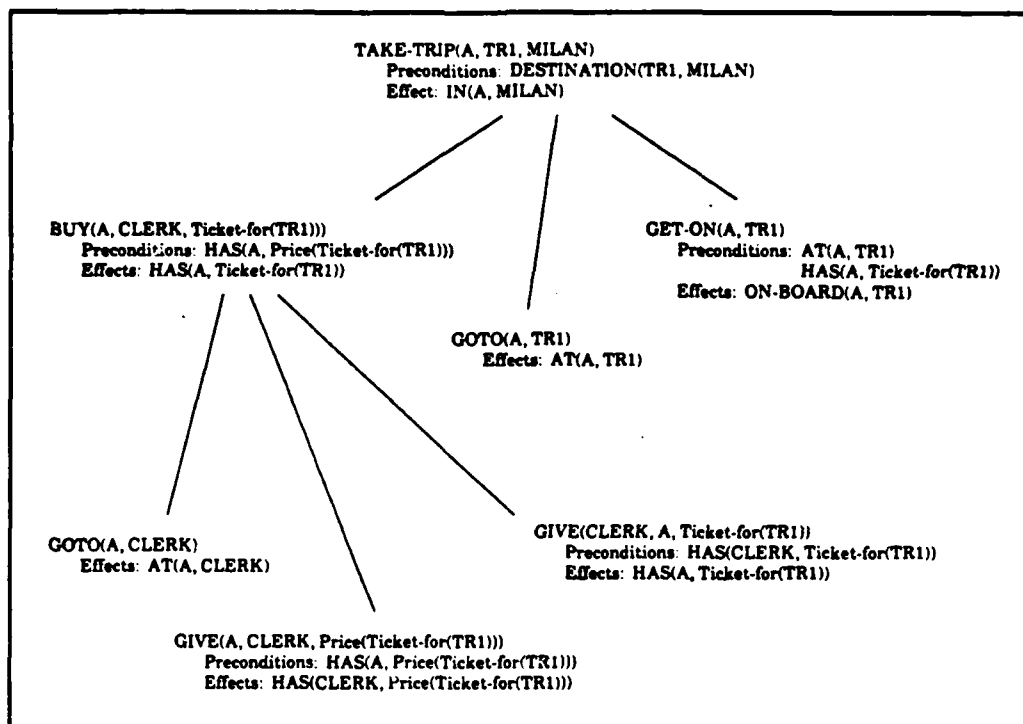 TAKE-TRIP(A, TR1, MILAN)
Preconditions: DESTINATION(TR1, MILAN)
Effect: IN(A, MILAN)
BUY(A, CLERK, Ticket-for(TR1)))
Preconditions: HAS(A, Price(Ticket-for(TR1)))
Effects: HAS(A, Ticket-for(TR1))
GET-ON(A, TR1)
Preconditions: AT(A, TR1)
HAS(A, Ticket-for(TR1))
Effects: ON-BOARD(A, TR1)
GOTO(A, TR1)
Effects: AT(A, TR1)
GOTO(A, CLERK)
Effects: AT(A, CLERK)
GIVE(CLERK, A, Ticket-for(TR1))
Preconditions: HAS(CLERK, Ticket-for(TR1))
Effects: HAS(A, Ticket-for(TR1))
GIVE(A, CLERK, Price(Ticket-for(TR1)))
Preconditions: HAS(A, Price(Ticket-for(TR1)))
Effects: HAS(CLERK, Price(Ticket-for(TR1)))